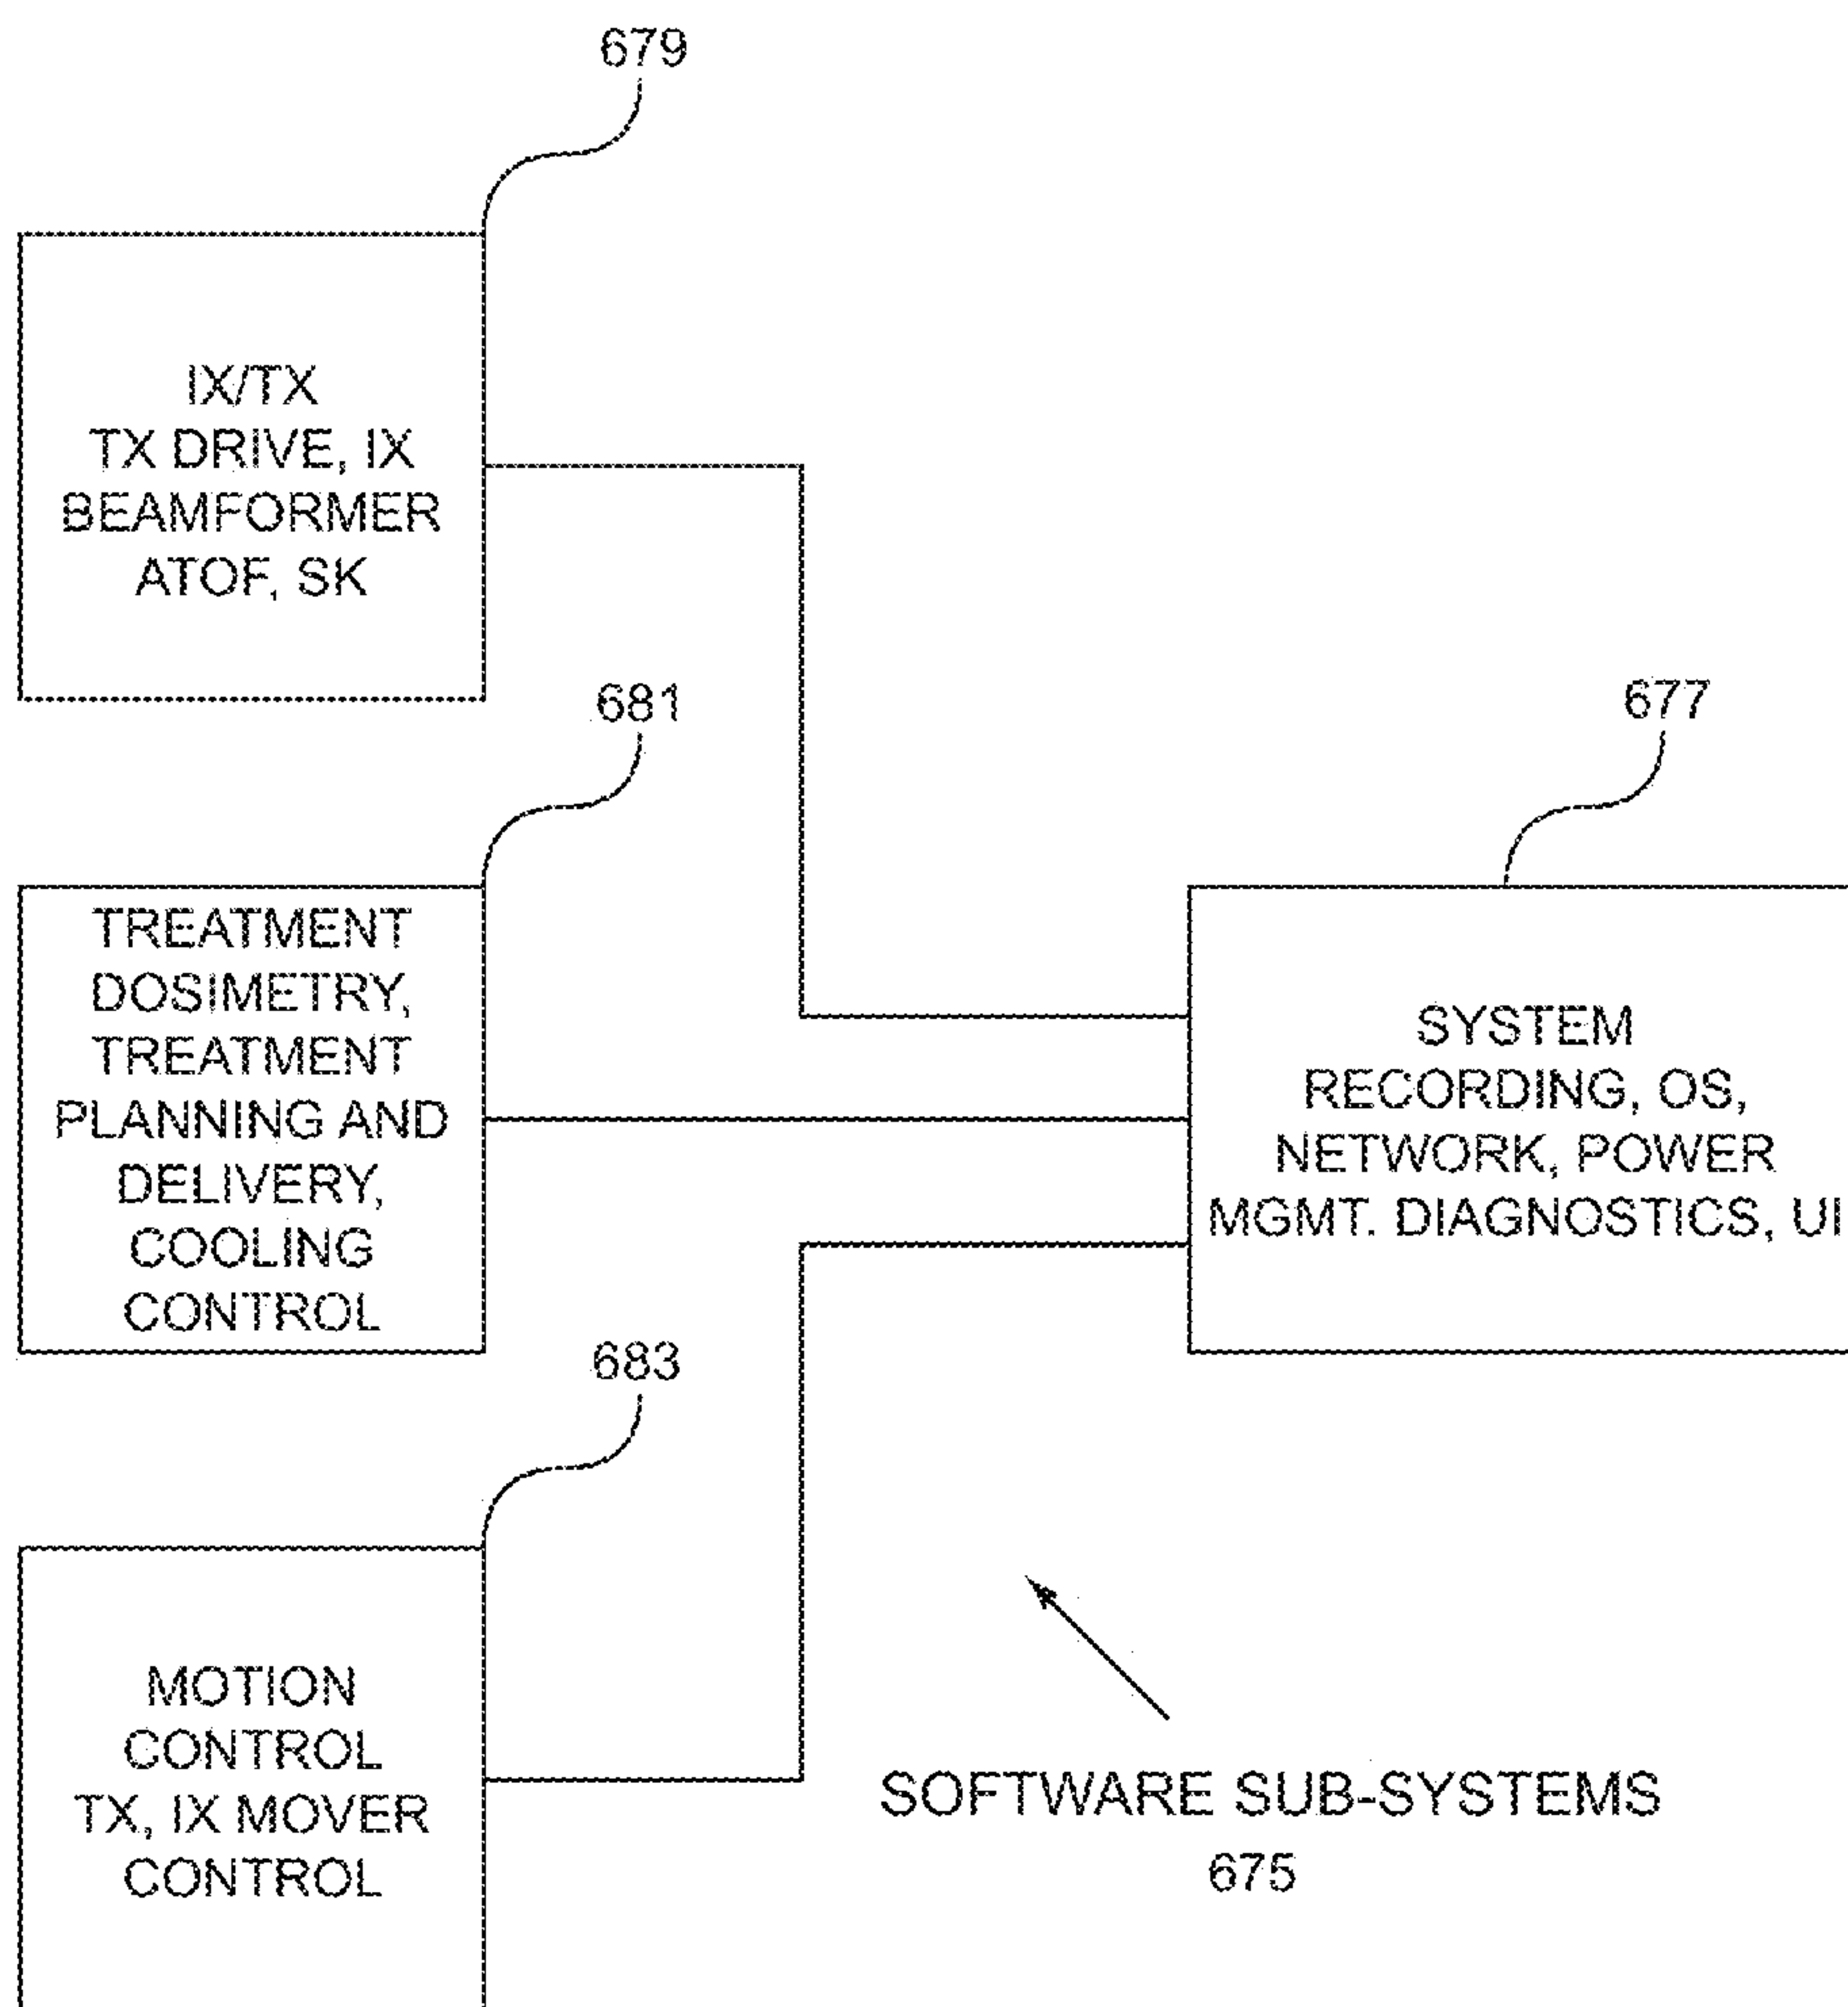 679
IX/TX
TX DRIVE, IX
BEAMFORMER
ATOF, SK
681
TREATMENT
DOSIMETRY,
TREATMENT
PLANNING AND
DELIVERY,
COOLING
CONTROL
677
SYSTEM
RECORDING, OS,
NETWORK, POWER
MGMT. DIAGNOSTICS, UI
683
MOTION
CONTROL
TX, IX MOVER
CONTROL
SOFTWARE SUB-SYSTEMS
675